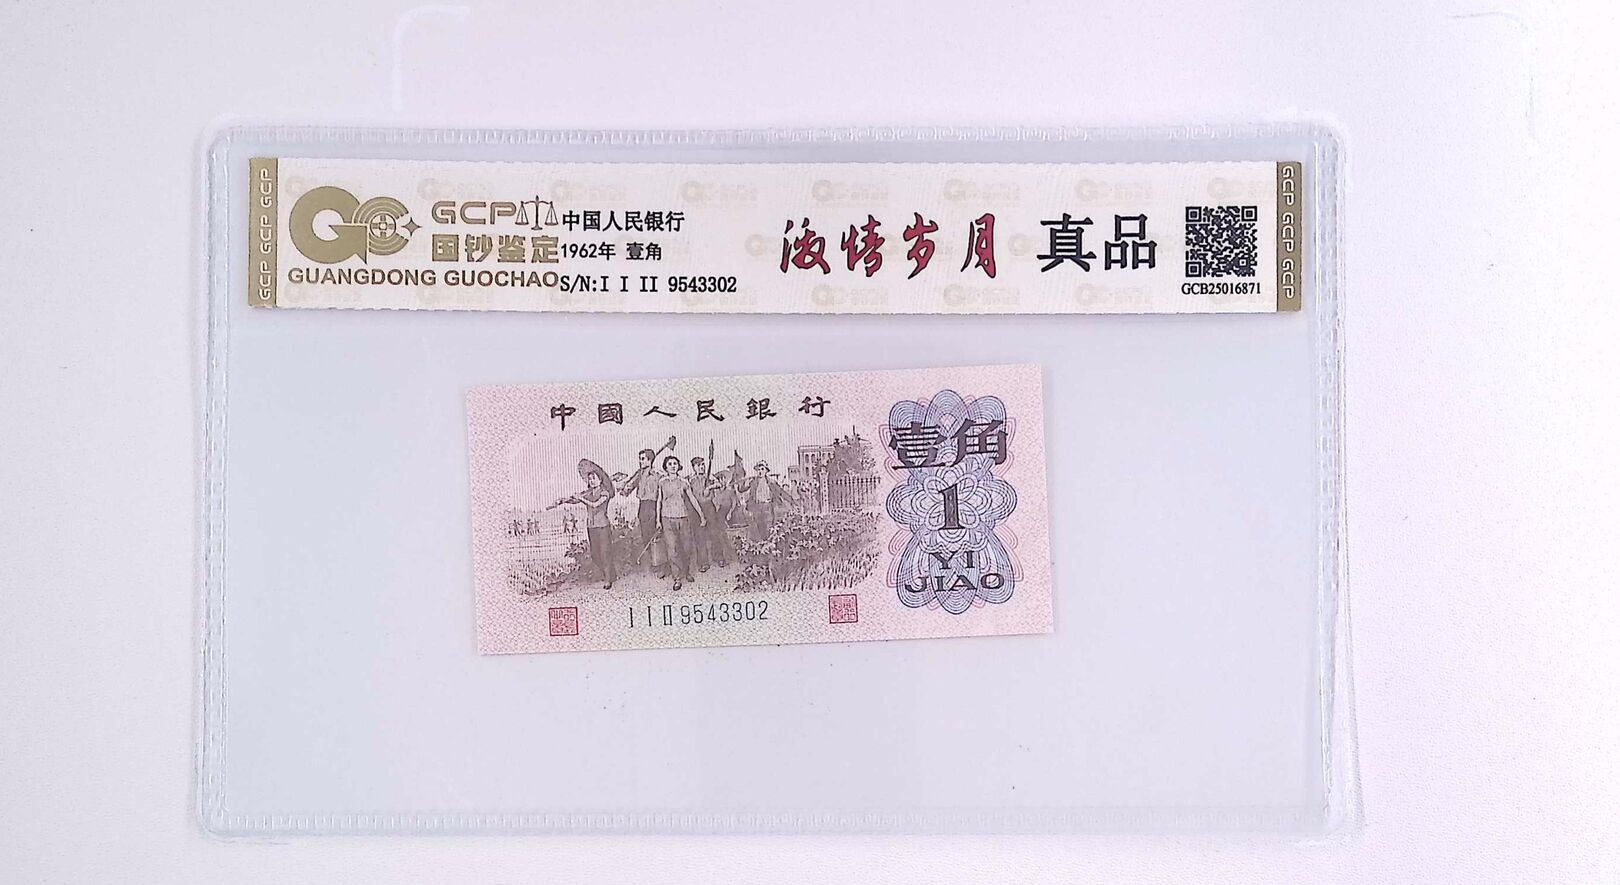 GCP GCP GCP
GCP
国钞鉴定
GUANGDONG GUOCHAO
中国人民银行
1962年 壹角
S/N:I I II 9543302
激情岁月
真品
GCB25016871
GCP GCP GCP
中國人民銀行
壹角
1
YI
JIAO
I I II 9543302